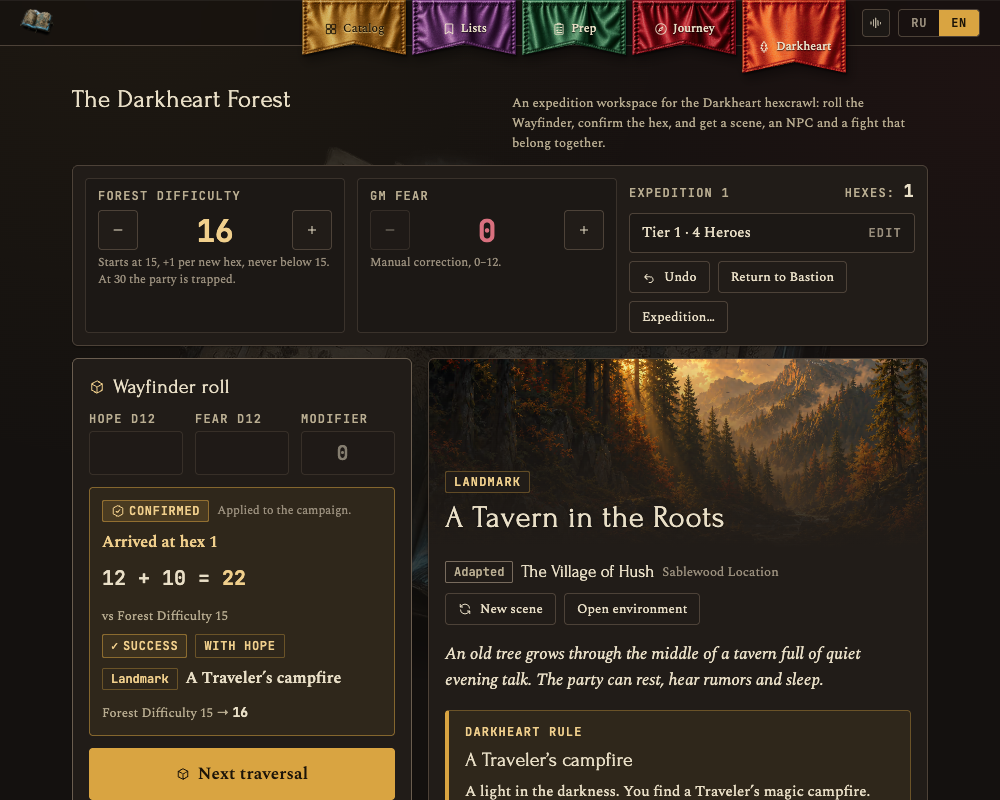 Catalog
Lists
Prep
Journey
Darkheart
RU
EN
The Darkheart Forest
An expedition workspace for the Darkheart hexcrawl: roll the
Wayfinder, confirm the hex, and get a scene, an NPC and a fight that
belong together.
FOREST DIFFICULTY
− 16 +
Starts at 15, +1 per new hex, never below 15.
At 30 the party is trapped.
GM FEAR
− 0 +
Manual correction, 0–12.
EXPEDITION 1
HEXES: 1
Tier 1 · 4 Heroes
EDIT
Undo
Return to Bastion
Expedition…
Wayfinder roll
HOPE D12
FEAR D12
MODIFIER
0
CONFIRMED
Applied to the campaign.
Arrived at hex 1
12 + 10 = 22
vs Forest Difficulty 15
✓ SUCCESS
WITH HOPE
Landmark
A Traveler’s campfire
Forest Difficulty 15 → 16
Next traversal
LANDMARK
A Tavern in the Roots
Adapted
The Village of Hush
Sablewood Location
New scene
Open environment
An old tree grows through the middle of a tavern full of quiet
evening talk. The party can rest, hear rumors and sleep.
DARKHEART RULE
A Traveler’s campfire
A light in the darkness. You find a Traveler’s magic campfire.